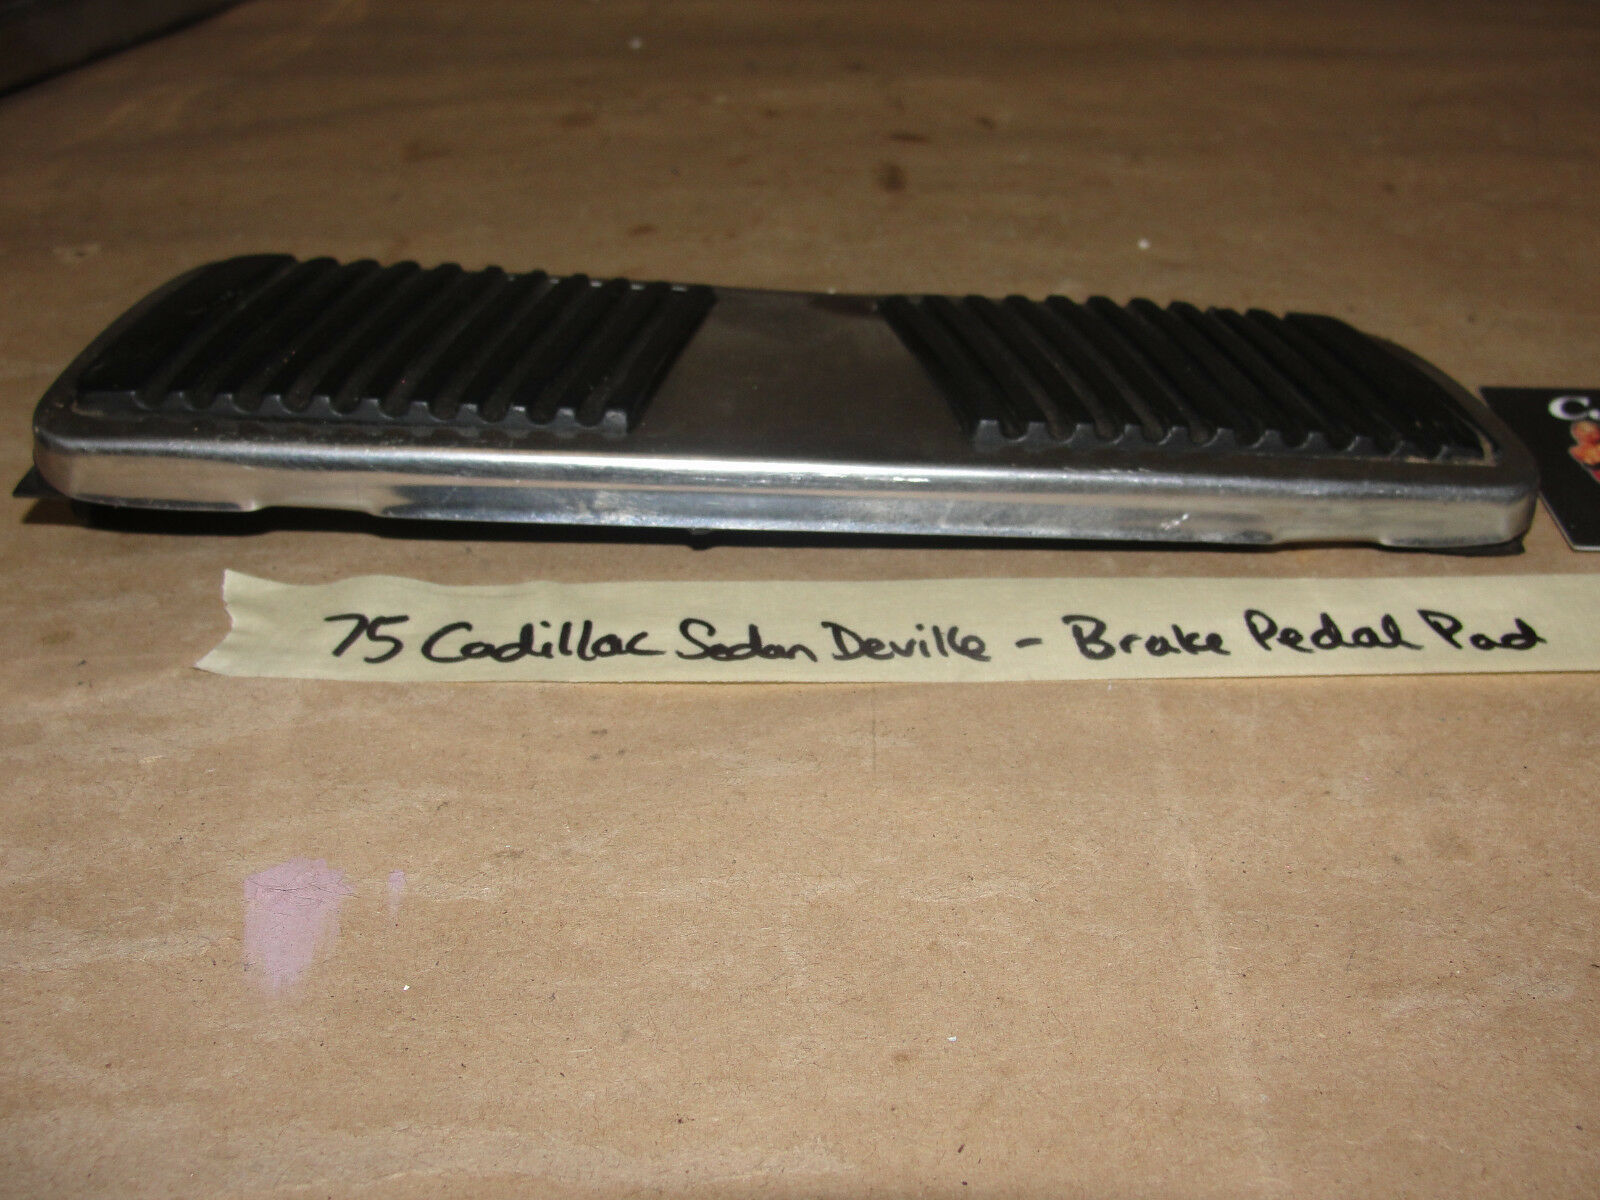 75 Cadillac Sedan Deville - Brake Pedal Pad
C.